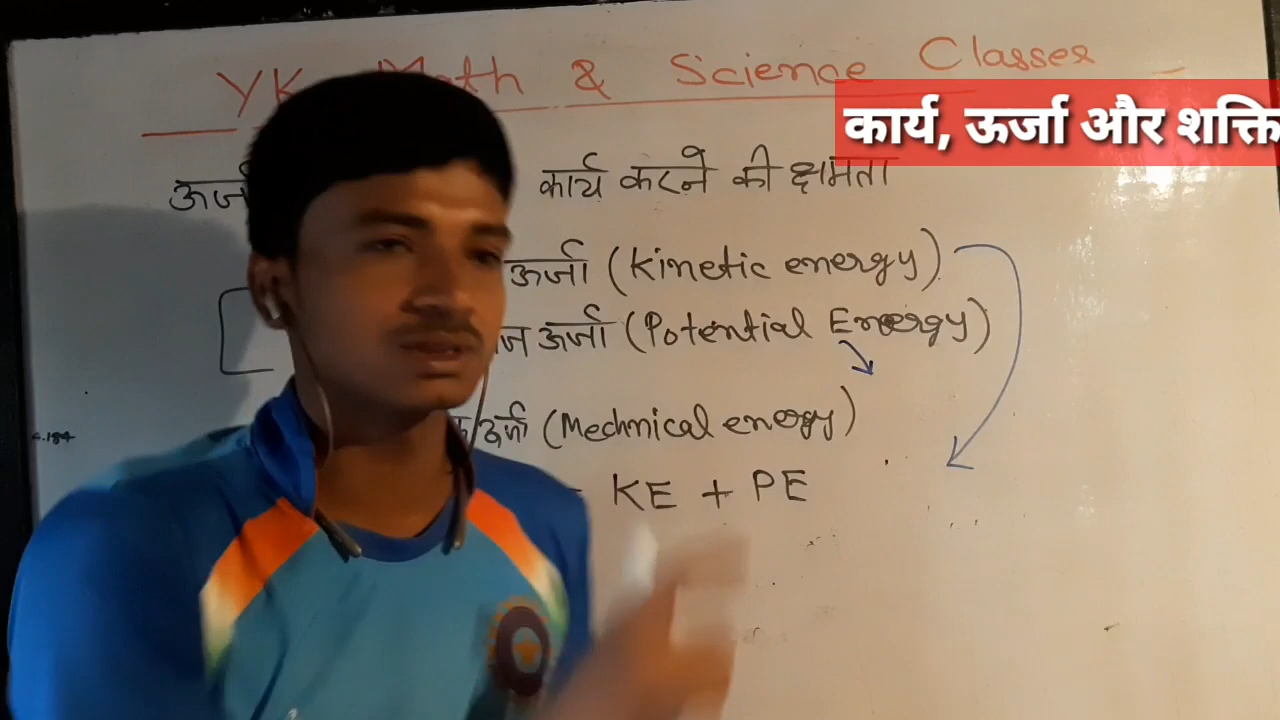 YK Math & Science Classes
कार्य, ऊर्जा और शक्ति
कार्य करने की क्षमता
ऊर्जा (kinetic energy)
ज ऊर्जा (Potential Energy)
ऊर्जा (Mechnical energy)
KE + PE